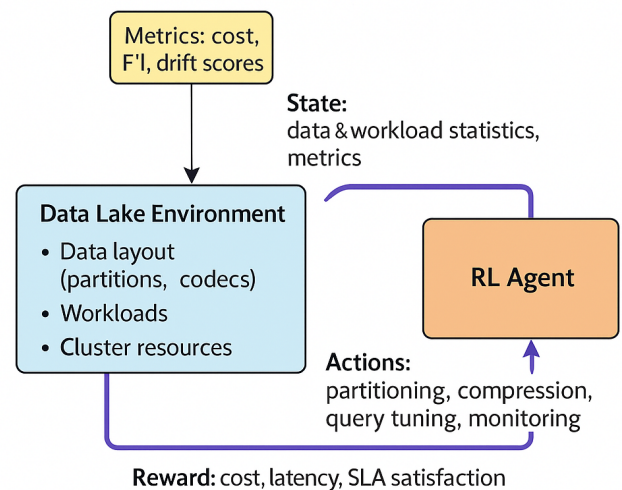 Metrics: cost,
F'l, drift scores
State:
data & workload statistics,
metrics
Data Lake Environment
• Data layout
(partitions, codecs)
• Workloads
• Cluster resources
RL Agent
Actions:
partitioning, compression,
query tuning, monitoring
Reward: cost, latency, SLA satisfaction